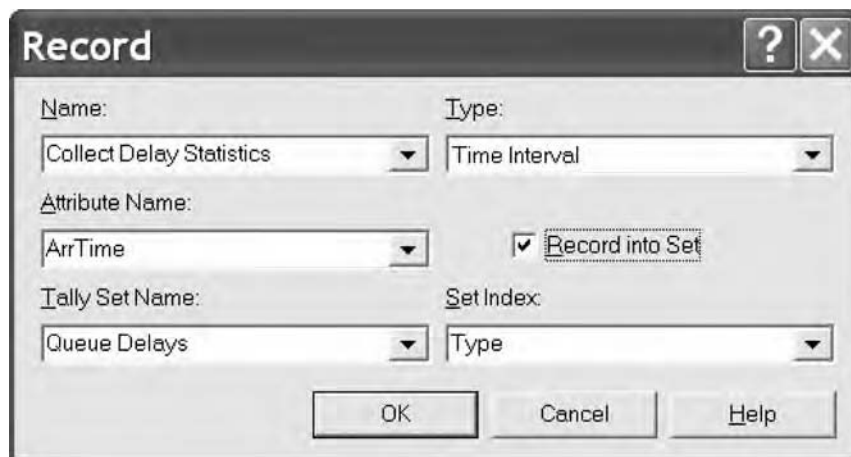 Record
Name: Type:
Collect Delay Statistics Time Interval
Attribute Name:
ArrTime Record into Set
Tally Set Name: Set Index:
Queue Delays Type
OK Cancel Help